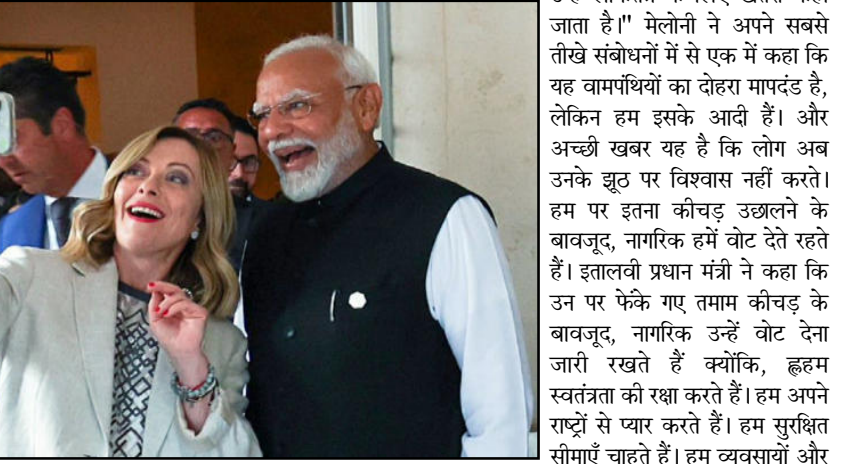 जाता है।" मेलोनी ने अपने सबसे
तीखे संबोधनों में से एक में कहा कि
यह वामपंथियों का दोहरा मापदंड है,
लेकिन हम इसके आदी हैं। और
अच्छी खबर यह है कि लोग अब
उनके झूठ पर विश्वास नहीं करते।
हम पर इतना कीचड़ उछालने के
बावजूद, नागरिक हमें वोट देते रहते
हैं। इतालवी प्रधान मंत्री ने कहा कि
उन पर फेंके गए तमाम कीचड़ के
बावजूद, नागरिक उन्हें वोट देना
जारी रखते हैं क्योंकि, ह्लहम
स्वतंत्रता की रक्षा करते हैं। हम अपने
राष्ट्रों से प्यार करते हैं। हम सुरक्षित
सीमाएँ चाहते हैं। हम व्यवसायों और